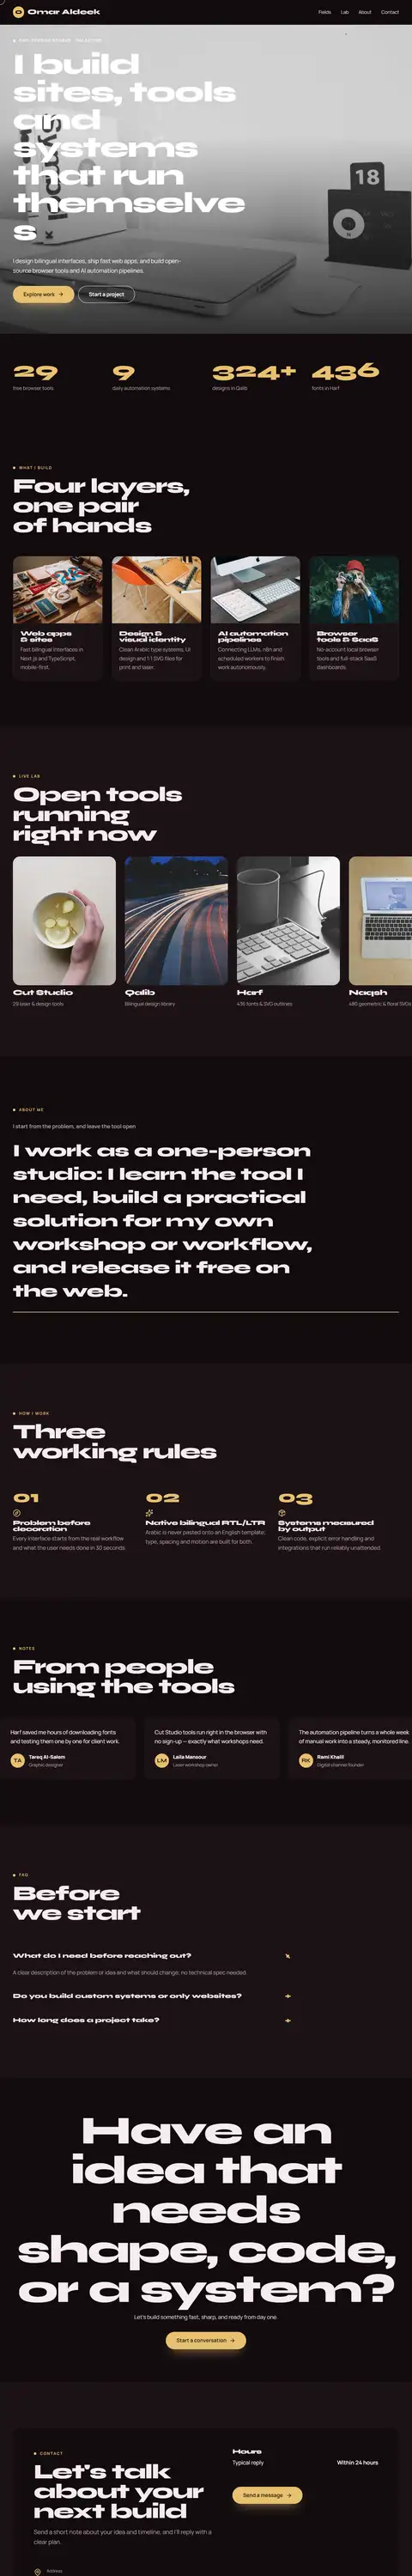 O Omar Aldeek
Fields Lab About Contact
I build
sites, tools
and
systems
that run
themselve
s
18
I design bilingual interfaces, ship fast web apps, and build open-
source browser tools and AI automation pipelines.
Explore work →
Start a project
29
free browser tools
9
daily automation systems
324+
designs in Qalib
436
fonts in Harf
WHAT I BUILD
Four layers,
one pair
of hands
Web apps
& sites
Fast bilingual interfaces in
Next.js and TypeScript,
mobile-first.
Design &
visual identity
Clean Arabic type systems, UI
design and 1:1 SVG files for
print and laser.
AI automation
pipelines
Connecting LLMs, n8n and
scheduled workers to finish
work autonomously.
Browser
tools & SaaS
No-account local browser
tools and full-stack SaaS
dashboards.
LIVE LAB
Open tools
running
right now
Cut Studio
29 laser & design tools
Qalib
Bilingual design library
Harf
436 fonts & SVG outlines
Naqsh
480 geometric & floral SVGs
ABOUT ME
I start from the problem, and leave the tool open
I work as a one-person
studio: I learn the tool I
need, build a practical
solution for my own
workshop or workflow,
and release it free on
the web.
HOW I WORK
Three
working rules
01
Problem before
decoration
Every interface starts from the real workflow
and what the user needs done in 30 seconds.
02
Native bilingual RTL/LTR
Arabic is never pasted onto an English template;
type, spacing and motion are built for both.
03
Systems measured
by output
Clean code, explicit error handling and
integrations that run reliably unattended.
NOTES
From people
using the tools
Harf saved me hours of downloading fonts
and testing them one by one for client work.
TA Tareq Al-Salem
Graphic designer
Cut Studio tools run right in the browser with
no sign-up — exactly what workshops need.
LM Laila Mansour
Laser workshop owner
The automation pipeline turns a whole week
of manual work into a steady, monitored line.
RK Rami Khalil
Digital channel founder
FAQ
Before
we start
What do I need before reaching out?
A clear description of the problem or idea and what should change; no technical spec needed.
Do you build custom systems or only websites?
How long does a project take?
Have an
idea that
needs
shape, code,
or a system?
Let's build something fast, sharp, and ready from day one.
Start a conversation →
CONTACT
Let's talk
about your
next build
Send a short note about your idea and timeline, and I'll reply with a
clear plan.
Address
Hours
Typical reply Within 24 hours
Send a message →